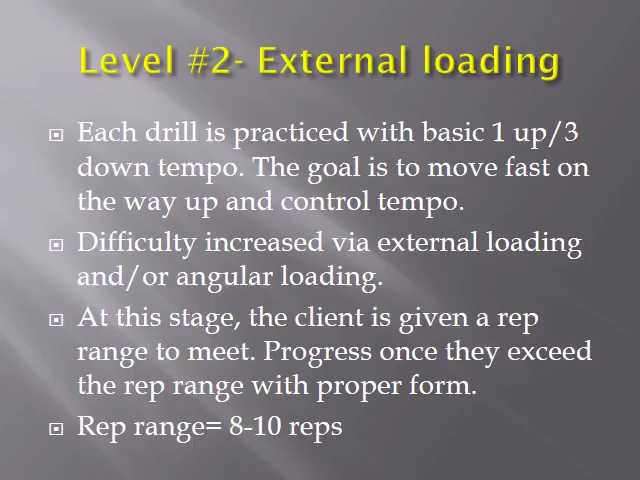 Level #2- External loading
Each drill is practiced with basic 1 up/3
down tempo. The goal is to move fast on
the way up and control tempo.
Difficulty increased via external loading
and/or angular loading.
At this stage, the client is given a rep
range to meet. Progress once they exceed
the rep range with proper form.
Rep range= 8-10 reps